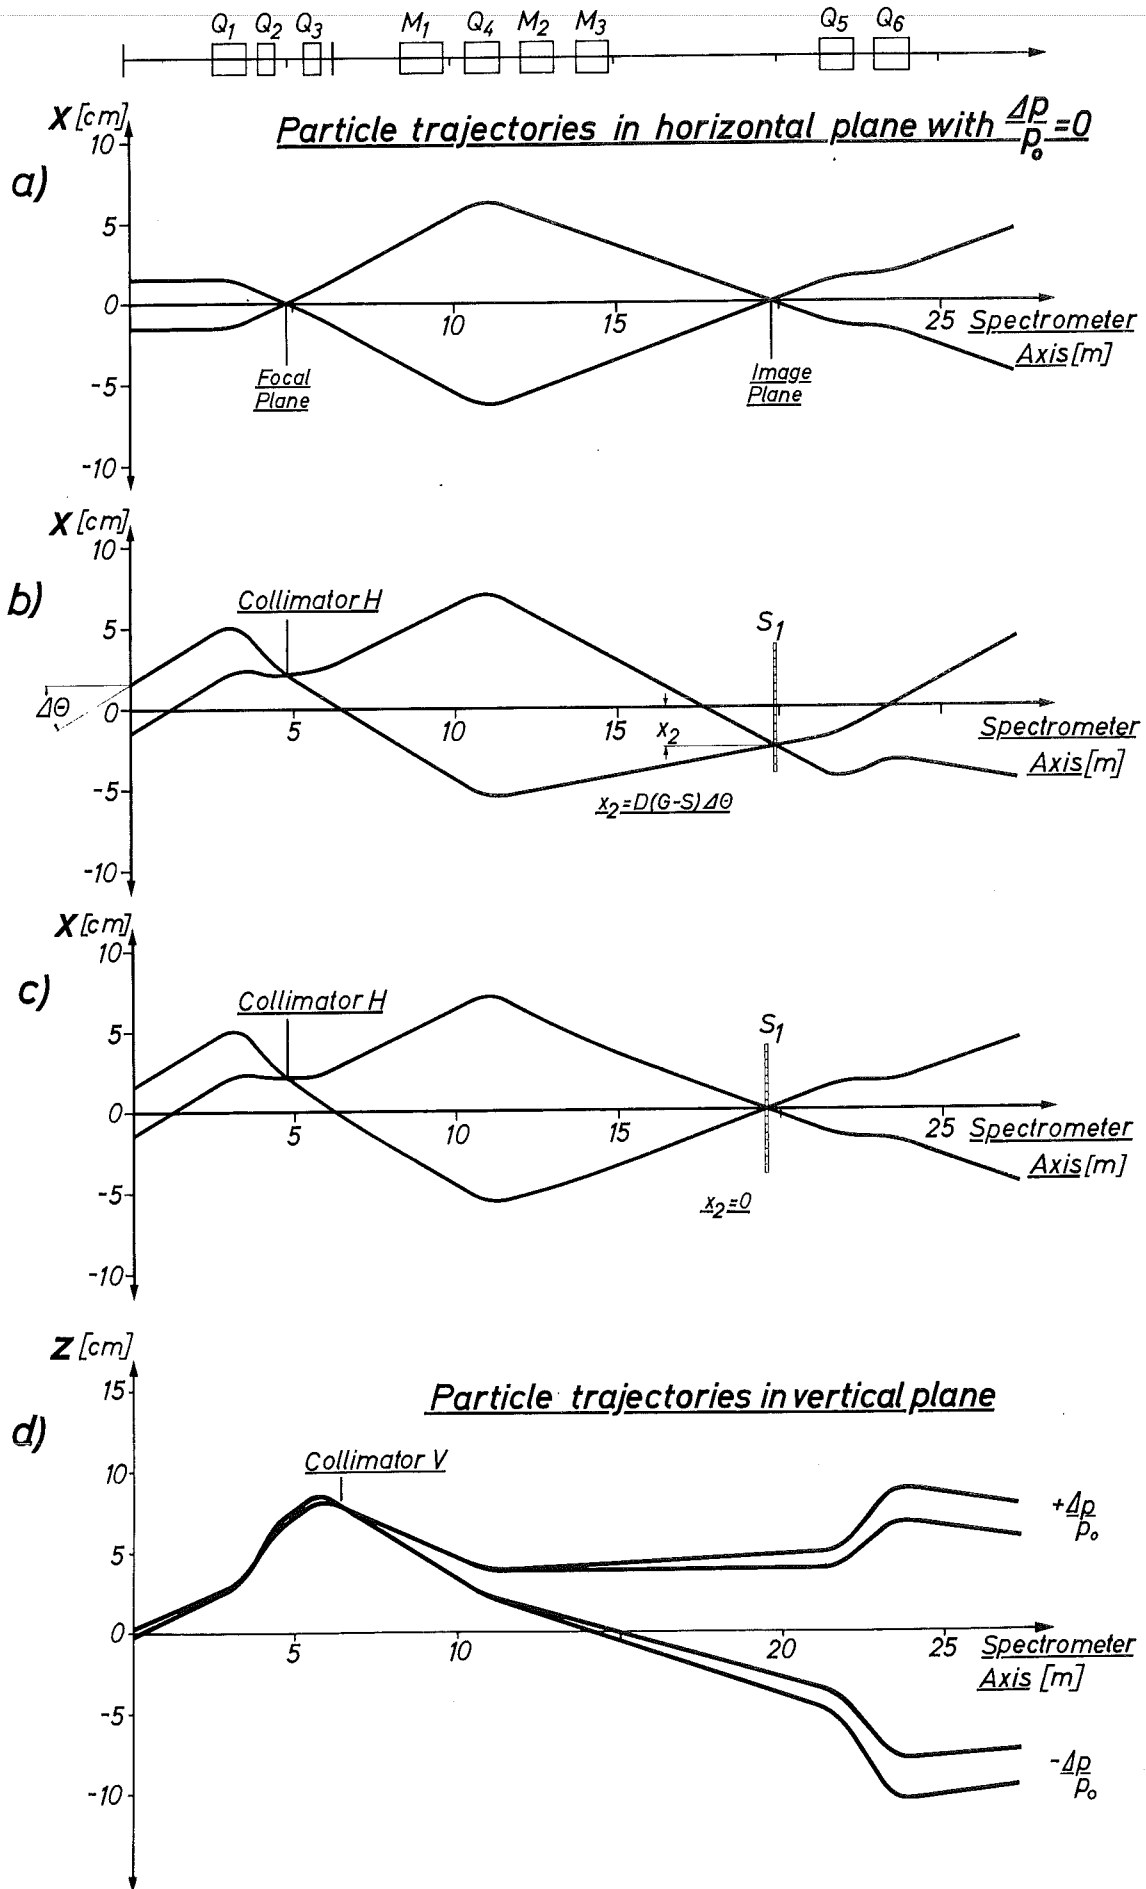 Q1 Q2 Q3 M1 Q4 M2 M3 Q5 Q6
X [cm]
Particle trajectories in horizontal plane with Δp/p₀=0
a)
10
5
0
-5
-10
10 15 25
Spectrometer
Axis [m]
Focal
Plane
Image
Plane
X [cm]
b)
10
5
0
-5
-10
Collimator H
ΔΘ
S1
x2
5 10 15
Spectrometer
Axis [m]
x2=D(G-S)ΔΘ
X [cm]
c)
10
5
0
-5
-10
Collimator H
S1
5 10 15 25
Spectrometer
Axis [m]
x2=0
Z [cm]
Particle trajectories in vertical plane
d)
15
10
5
0
-5
-10
Collimator V
+Δp/p₀
5 10 20 25
Spectrometer
Axis [m]
-Δp/p₀